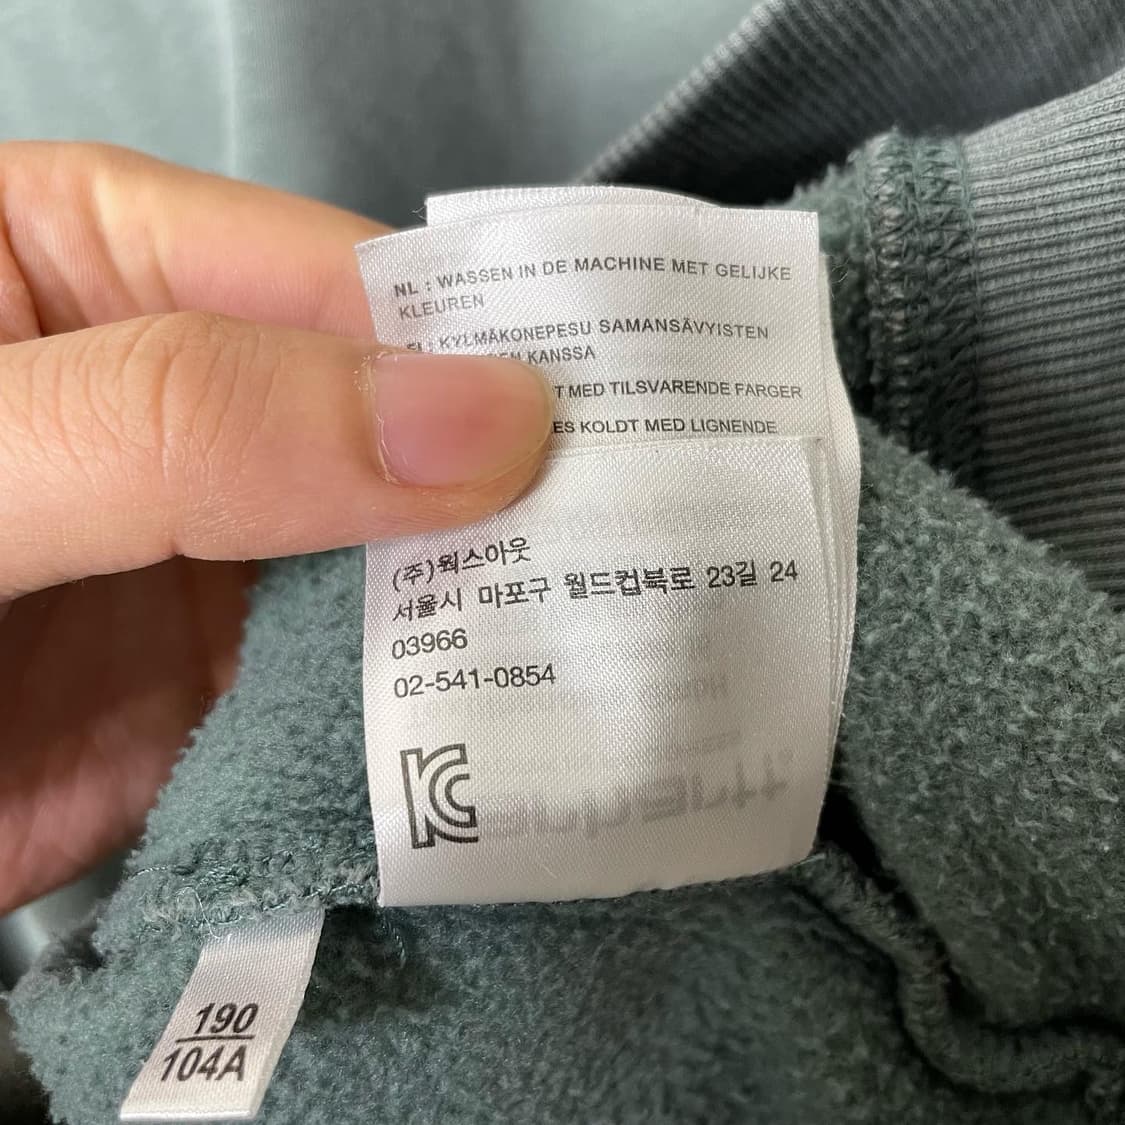 NL : WASSEN IN DE MACHINE MET GELIJKE
KLEUREN
FI : KYLMÄKONEPESU SAMANSÄVYISTEN
KANSSA
MED TILSVARENDE FARGER
KOLDT MED LIGNENDE
(주)웍스아웃
서울시 마포구 월드컵북로 23길 24
03966
02-541-0854
KC
190
104A